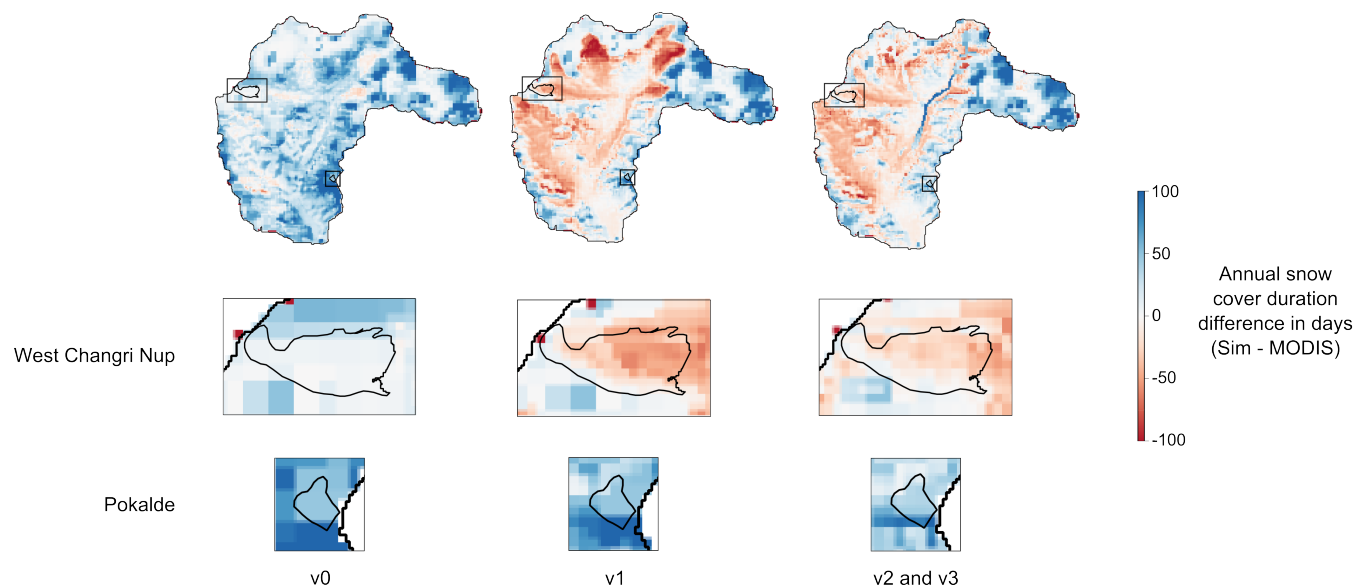 100
50
0
-50
-100
Annual snow
cover duration
difference in days
(Sim - MODIS)
West Changri Nup
Pokalde
v0
v1
v2 and v3